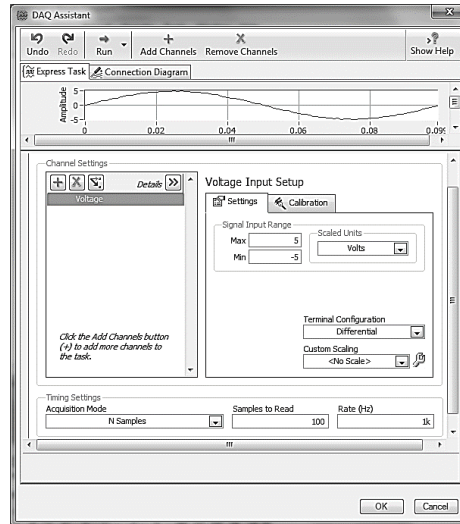 DAQ Assistant
Undo Redo Run Add Channels Remove Channels Show Help
Express Task Connection Diagram
Amplitude
5
0
-5
0 0.02 0.04 0.06 0.08 0.099
Channel Settings
Details
Voltage
Click the Add Channels button
(+) to add more channels to
the task.
Voltage Input Setup
Settings Calibration
Signal Input Range
Max 5
Min -5
Scaled Units
Volts
Terminal Configuration
Differential
Custom Scaling
<No Scale>
Timing Settings
Acquisition Mode Samples to Read Rate (Hz)
N Samples 100 1k
OK Cancel